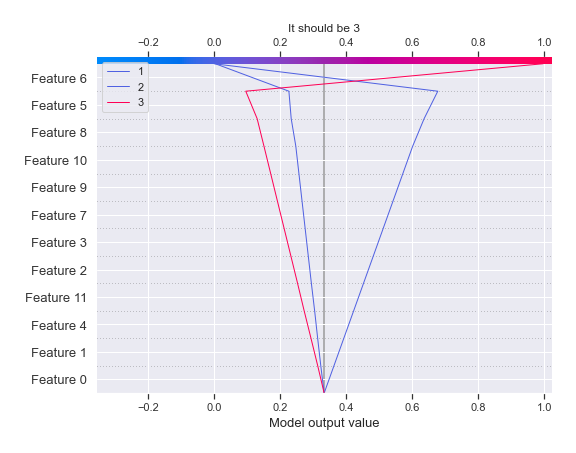 It should be 3
−0.2 0.0 0.2 0.4 0.6 0.8 1.0
1
2
3
Feature 6
Feature 5
Feature 8
Feature 10
Feature 9
Feature 7
Feature 3
Feature 2
Feature 11
Feature 4
Feature 1
Feature 0
−0.2 0.0 0.2 0.4 0.6 0.8 1.0
Model output value